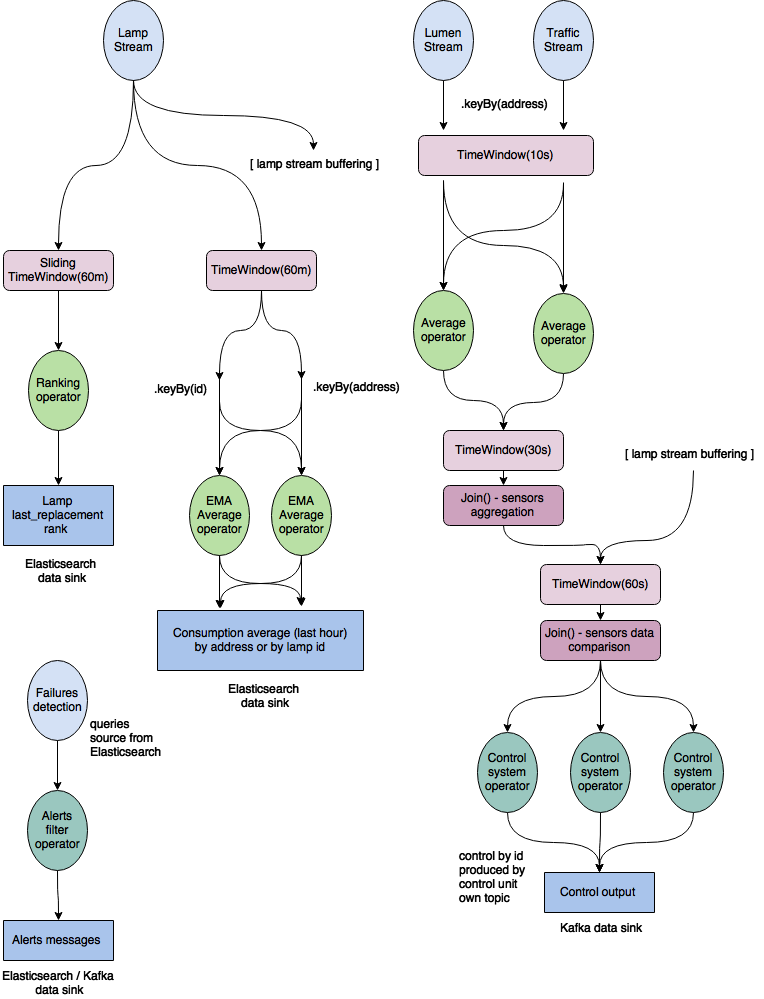 Lamp
Stream
[ lamp stream buffering ]
Sliding
TimeWindow(60m)
TimeWindow(60m)
Ranking
operator
.keyBy(id)
.keyBy(address)
Lamp
last_replacement
rank
Elasticsearch
data sink
EMA
Average
operator
EMA
Average
operator
Consumption average (last hour)
by address or by lamp id
Elasticsearch
data sink
Failures
detection
queries
source from
Elasticsearch
Alerts
filter
operator
Alerts messages
Elasticsearch / Kafka
data sink
Lumen
Stream
Traffic
Stream
.keyBy(address)
TimeWindow(10s)
Average
operator
Average
operator
TimeWindow(30s)
Join() - sensors
aggregation
[ lamp stream buffering ]
TimeWindow(60s)
Join() - sensors data
comparison
Control
system
operator
Control
system
operator
Control
system
operator
control by id
produced by
control unit
own topic
Control output
Kafka data sink